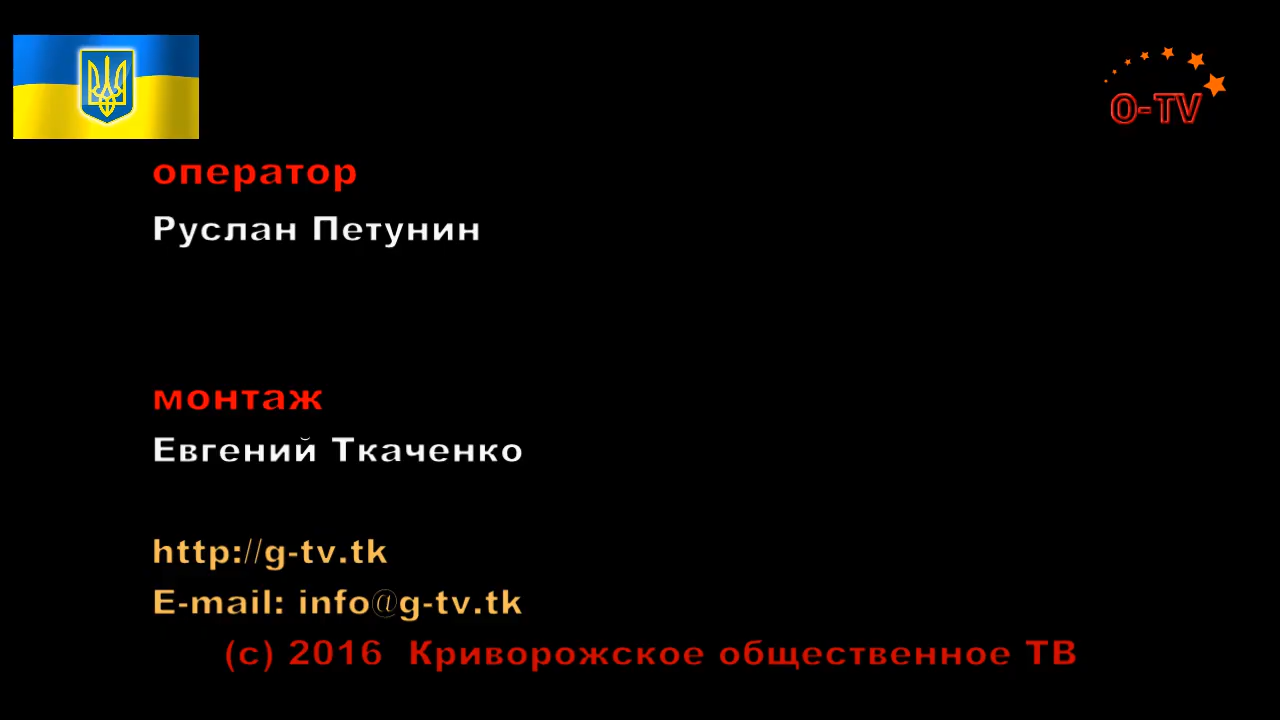 O-TV
оператор
Руслан Петунин
монтаж
Евгений Ткаченко
http://g-tv.tk
E-mail: info@g-tv.tk
(с) 2016 Криворожское общественное ТВ